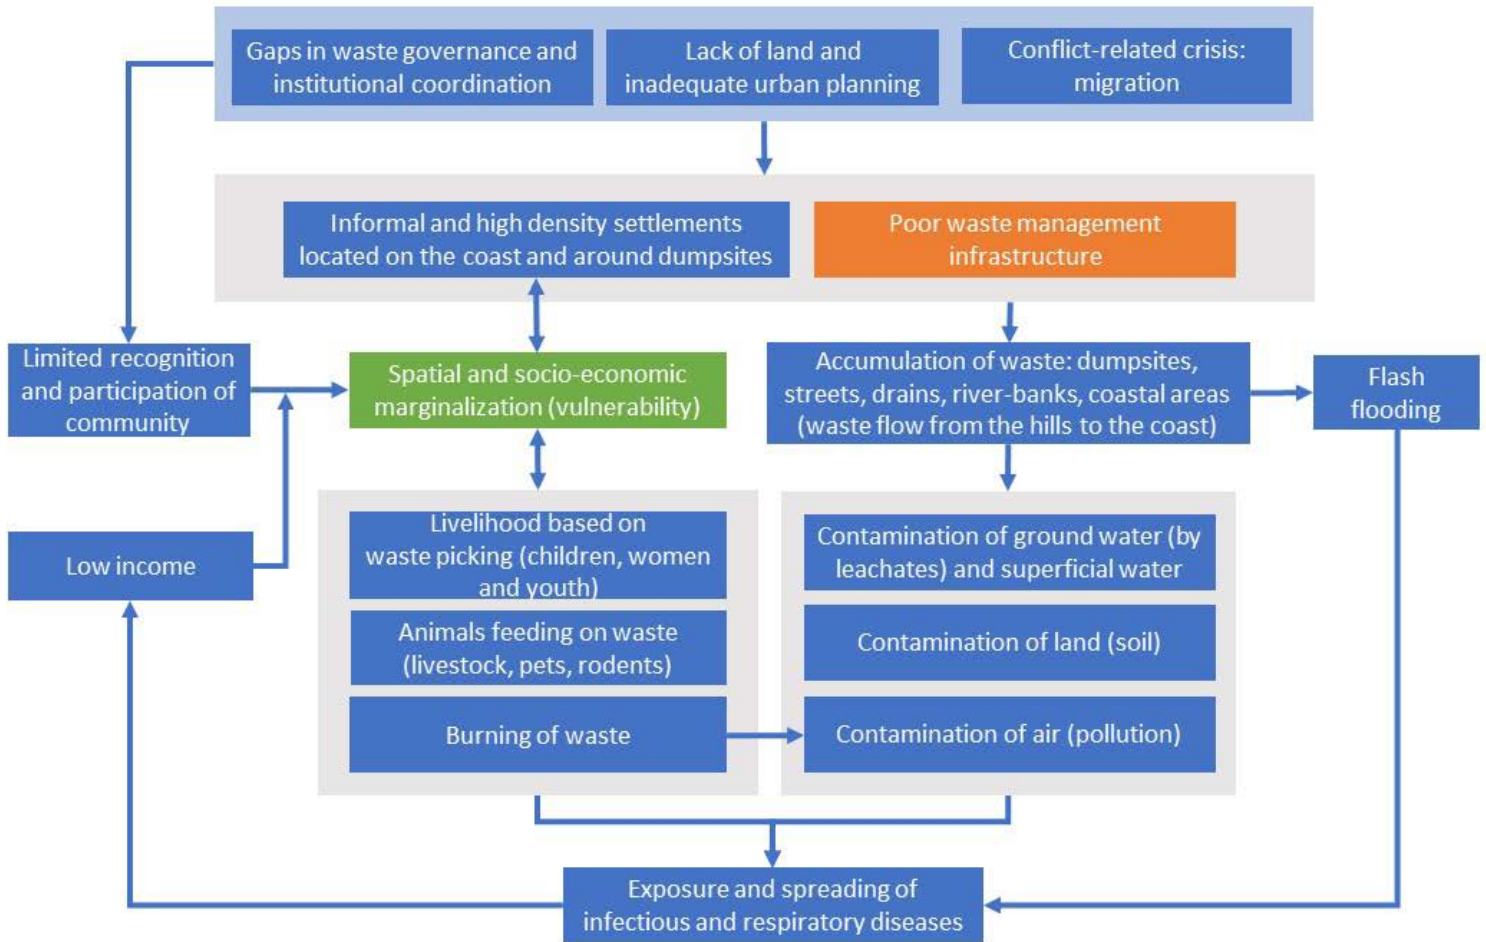 Gaps in waste governance and
institutional coordination
Lack of land and
inadequate urban planning
Conflict-related crisis:
migration
Informal and high density settlements
located on the coast and around dumpsites
Poor waste management
infrastructure
Limited recognition
and participation of
community
Spatial and socio-economic
marginalization (vulnerability)
Accumulation of waste: dumpsites,
streets, drains, river-banks, coastal areas
(waste flow from the hills to the coast)
Flash
flooding
Low income
Livelihood based on
waste picking (children, women
and youth)
Animals feeding on waste
(livestock, pets, rodents)
Burning of waste
Contamination of ground water (by
leachates) and superficial water
Contamination of land (soil)
Contamination of air (pollution)
Exposure and spreading of
infectious and respiratory diseases